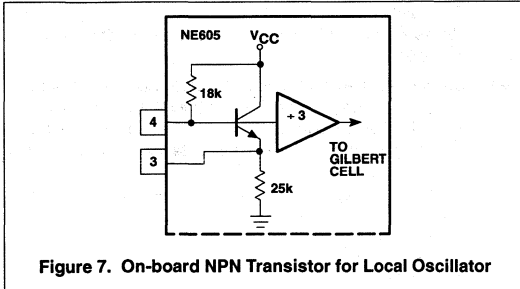 NE605
VCC
18k
4
÷ 3
3
TO
GILBERT
CELL
25k
Figure 7. On-board NPN Transistor for Local Oscillator